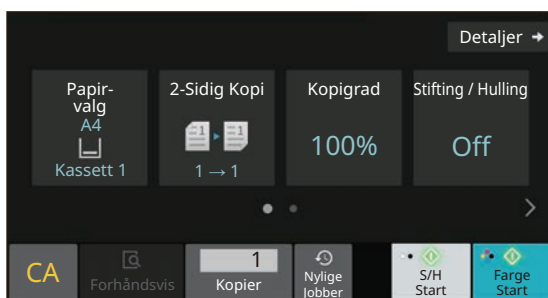 Detaljer
Papir-
valg
A4
Kassett 1
2-Sidig Kopi
1 → 1
Kopigrad
100%
Stifting / Hulling
Off
CA
Forhåndsvis
1
Kopier
Nylige
Jobber
S/H
Start
Farge
Start